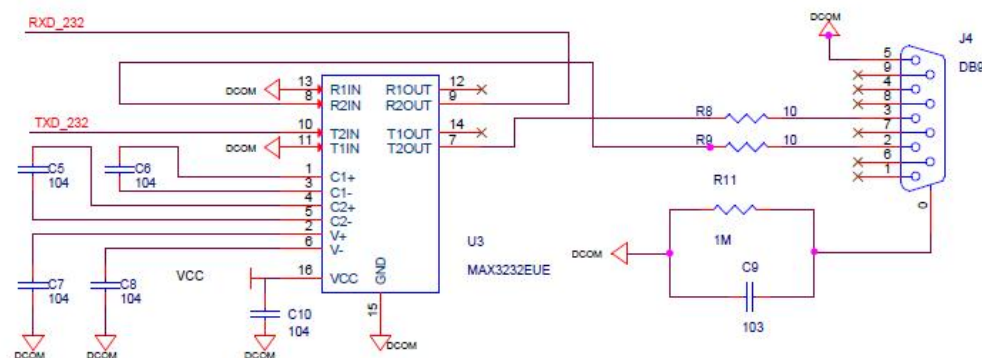 RXD_232
DCOM
J4
DB9
13 R1IN R1OUT 12
DCOM
8 R2IN R2OUT 9
TXD_232
10 T2IN T1OUT 14
DCOM
11 T1IN T2OUT 7
5
9
4
8
R8 10 3
7
R9 10 2
6
1
0
C5
104
C6
104
1 C1+
3 C1-
4 C2+
5 C2-
2 V+
6 V-
VCC
16 VCC
GND
15
U3
MAX3232EUE
R11
1M
DCOM
C9
103
C7
104
C8
104
C10
104
DCOM
DCOM
DCOM
DCOM